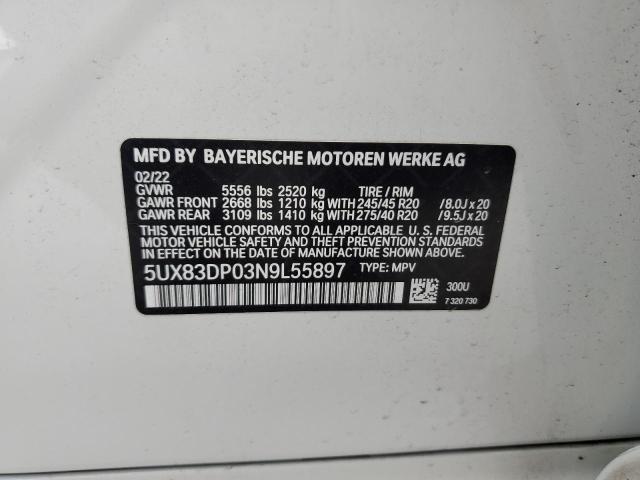 MFD BY BAYERISCHE MOTOREN WERKE AG
02/22
GVWR 5556 lbs 2520 kg TIRE / RIM
GAWR FRONT 2668 lbs 1210 kg WITH 245/45 R20 /8.0J x 20
GAWR REAR 3109 lbs 1410 kg WITH 275/40 R20 /9.5J x 20
THIS VEHICLE CONFORMS TO ALL APPLICABLE U. S. FEDERAL
MOTOR VEHICLE SAFETY STANDARDS
IN EFFECT ON THE DATE OF MANUFACTURE SHOWN ABOVE.
5UX83DP03N9L55897 TYPE: MPV
300U
7 320 730